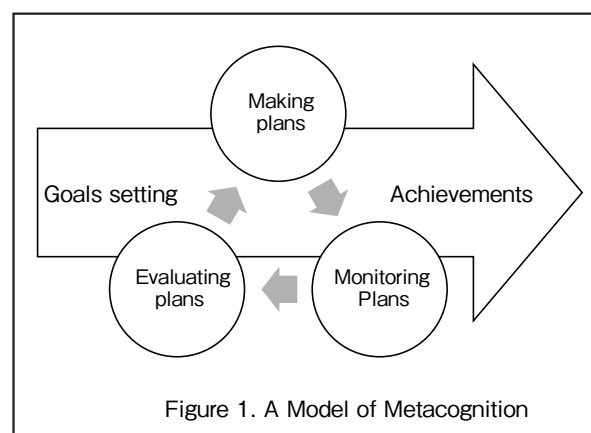 Making
plans
Goals setting
Achievements
Evaluating
plans
Monitoring
Plans
Figure 1. A Model of Metacognition